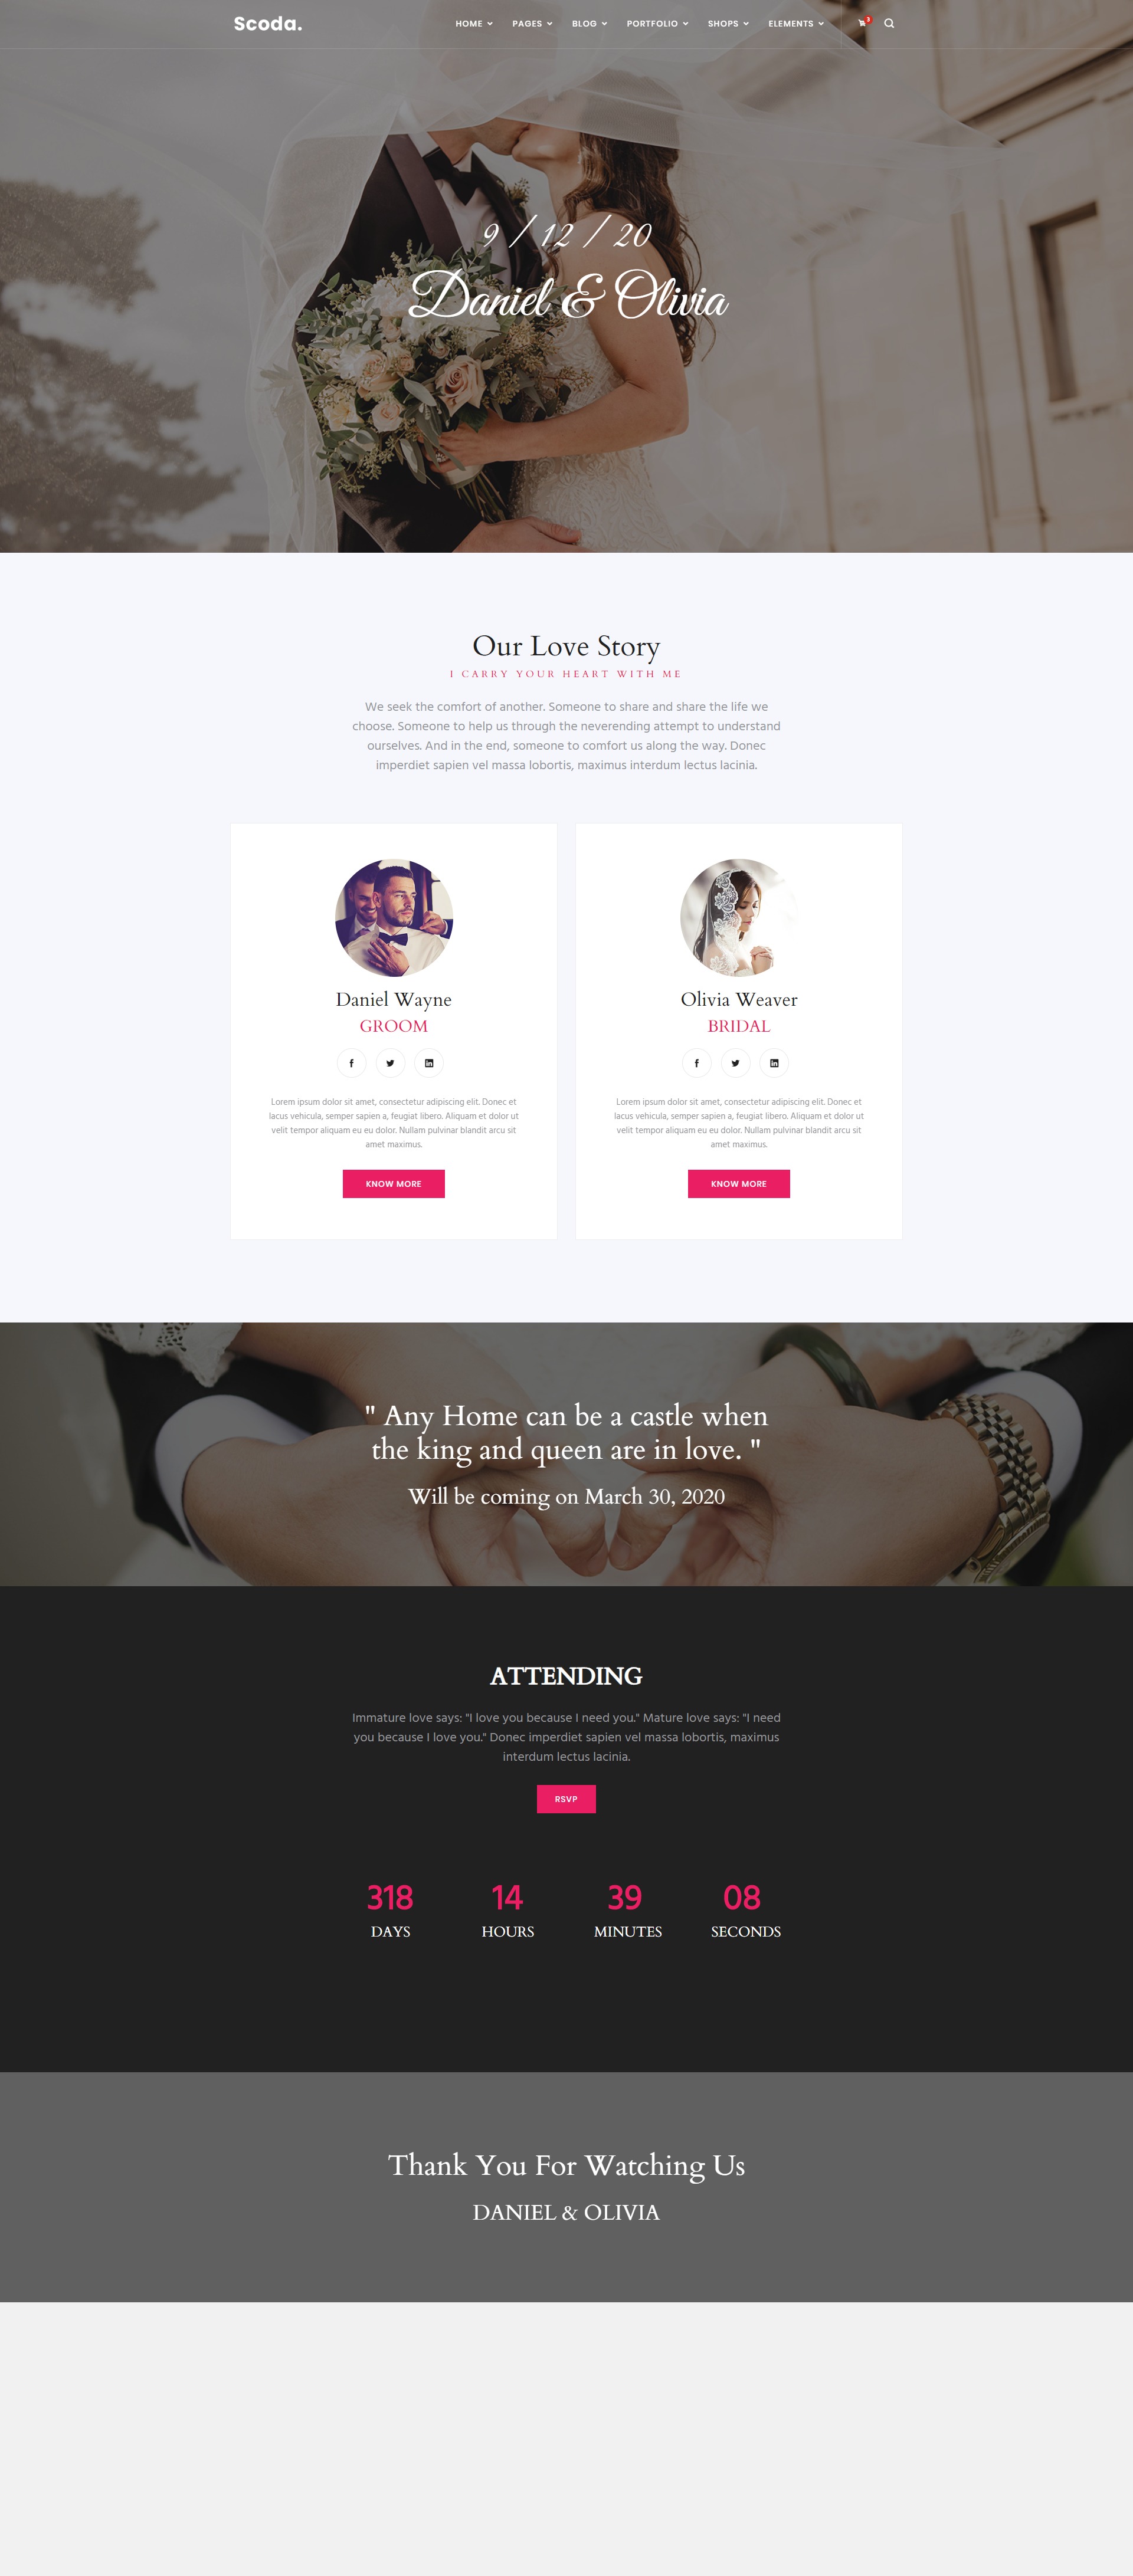 Scoda.
HOME PAGES BLOG PORTFOLIO SHOPS ELEMENTS 3
9 / 12 / 20
Daniel & Olivia
Our Love Story
I CARRY YOUR HEART WITH ME
We seek the comfort of another. Someone to share and share the life we
choose. Someone to help us through the neverending attempt to understand
ourselves. And in the end, someone to comfort us along the way. Donec
imperdiet sapien vel massa lobortis, maximus interdum lectus lacinia.
Daniel Wayne
GROOM
Lorem ipsum dolor sit amet, consectetur adipiscing elit. Donec et
lacus vehicula, semper sapien a, feugiat libero. Aliquam et dolor ut
velit tempor aliquam eu eu dolor. Nullam pulvinar blandit arcu sit
amet maximus.
KNOW MORE
Olivia Weaver
BRIDAL
Lorem ipsum dolor sit amet, consectetur adipiscing elit. Donec et
lacus vehicula, semper sapien a, feugiat libero. Aliquam et dolor ut
velit tempor aliquam eu eu dolor. Nullam pulvinar blandit arcu sit
amet maximus.
KNOW MORE
" Any Home can be a castle when
the king and queen are in love. "
Will be coming on March 30, 2020
ATTENDING
Immature love says: "I love you because I need you." Mature love says: "I need
you because I love you." Donec imperdiet sapien vel massa lobortis, maximus
interdum lectus lacinia.
RSVP
318 14 39 08
DAYS HOURS MINUTES SECONDS
Thank You For Watching Us
DANIEL & OLIVIA